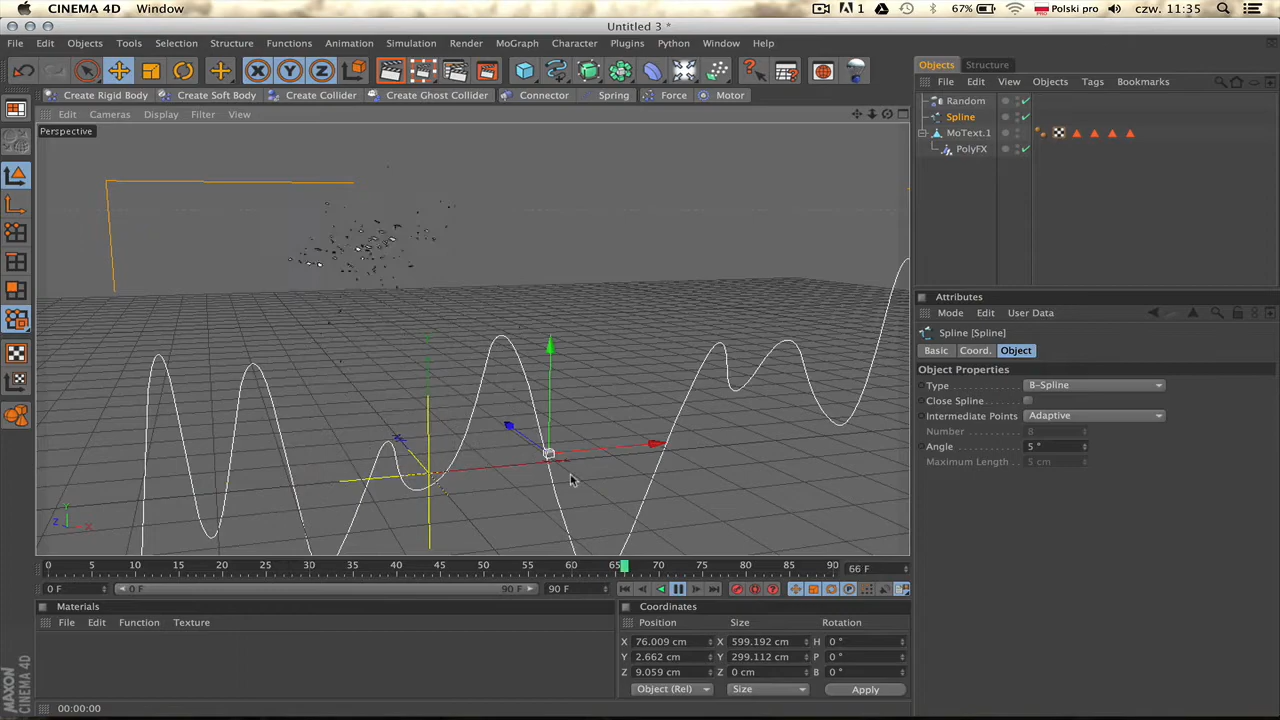 CINEMA 4D Window 1 67% Polski pro czw. 11:35
Untitled 3 *
File Edit Objects Tools Selection Structure Functions Animation Simulation Render MoGraph Character Plugins Python Window Help
X Y Z
Create Rigid Body Create Soft Body Create Collider Create Ghost Collider Connector Spring Force Motor
Edit Cameras Display Filter View
Perspective
Y
Z X
0 5 10 15 20 25 30 35 40 45 50 55 60 65 70 75 80 85 90 66 F
0 F 0 F 90 F 90 F
Materials
File Edit Function Texture
Coordinates
Position Size Rotation
X 76.009 cm X 599.192 cm H 0 °
Y 2.662 cm Y 299.112 cm P 0 °
Z 9.059 cm Z 0 cm B 0 °
Object (Rel) Size Apply
00:00:00
MAXON
CINEMA 4D
Objects Structure
File Edit View Objects Tags Bookmarks
Random
Spline
MoText.1
PolyFX
Attributes
Mode Edit User Data
Spline [Spline]
Basic Coord. Object
Object Properties
Type B-Spline
Close Spline
Intermediate Points Adaptive
Number 8
Angle 5 °
Maximum Length 5 cm